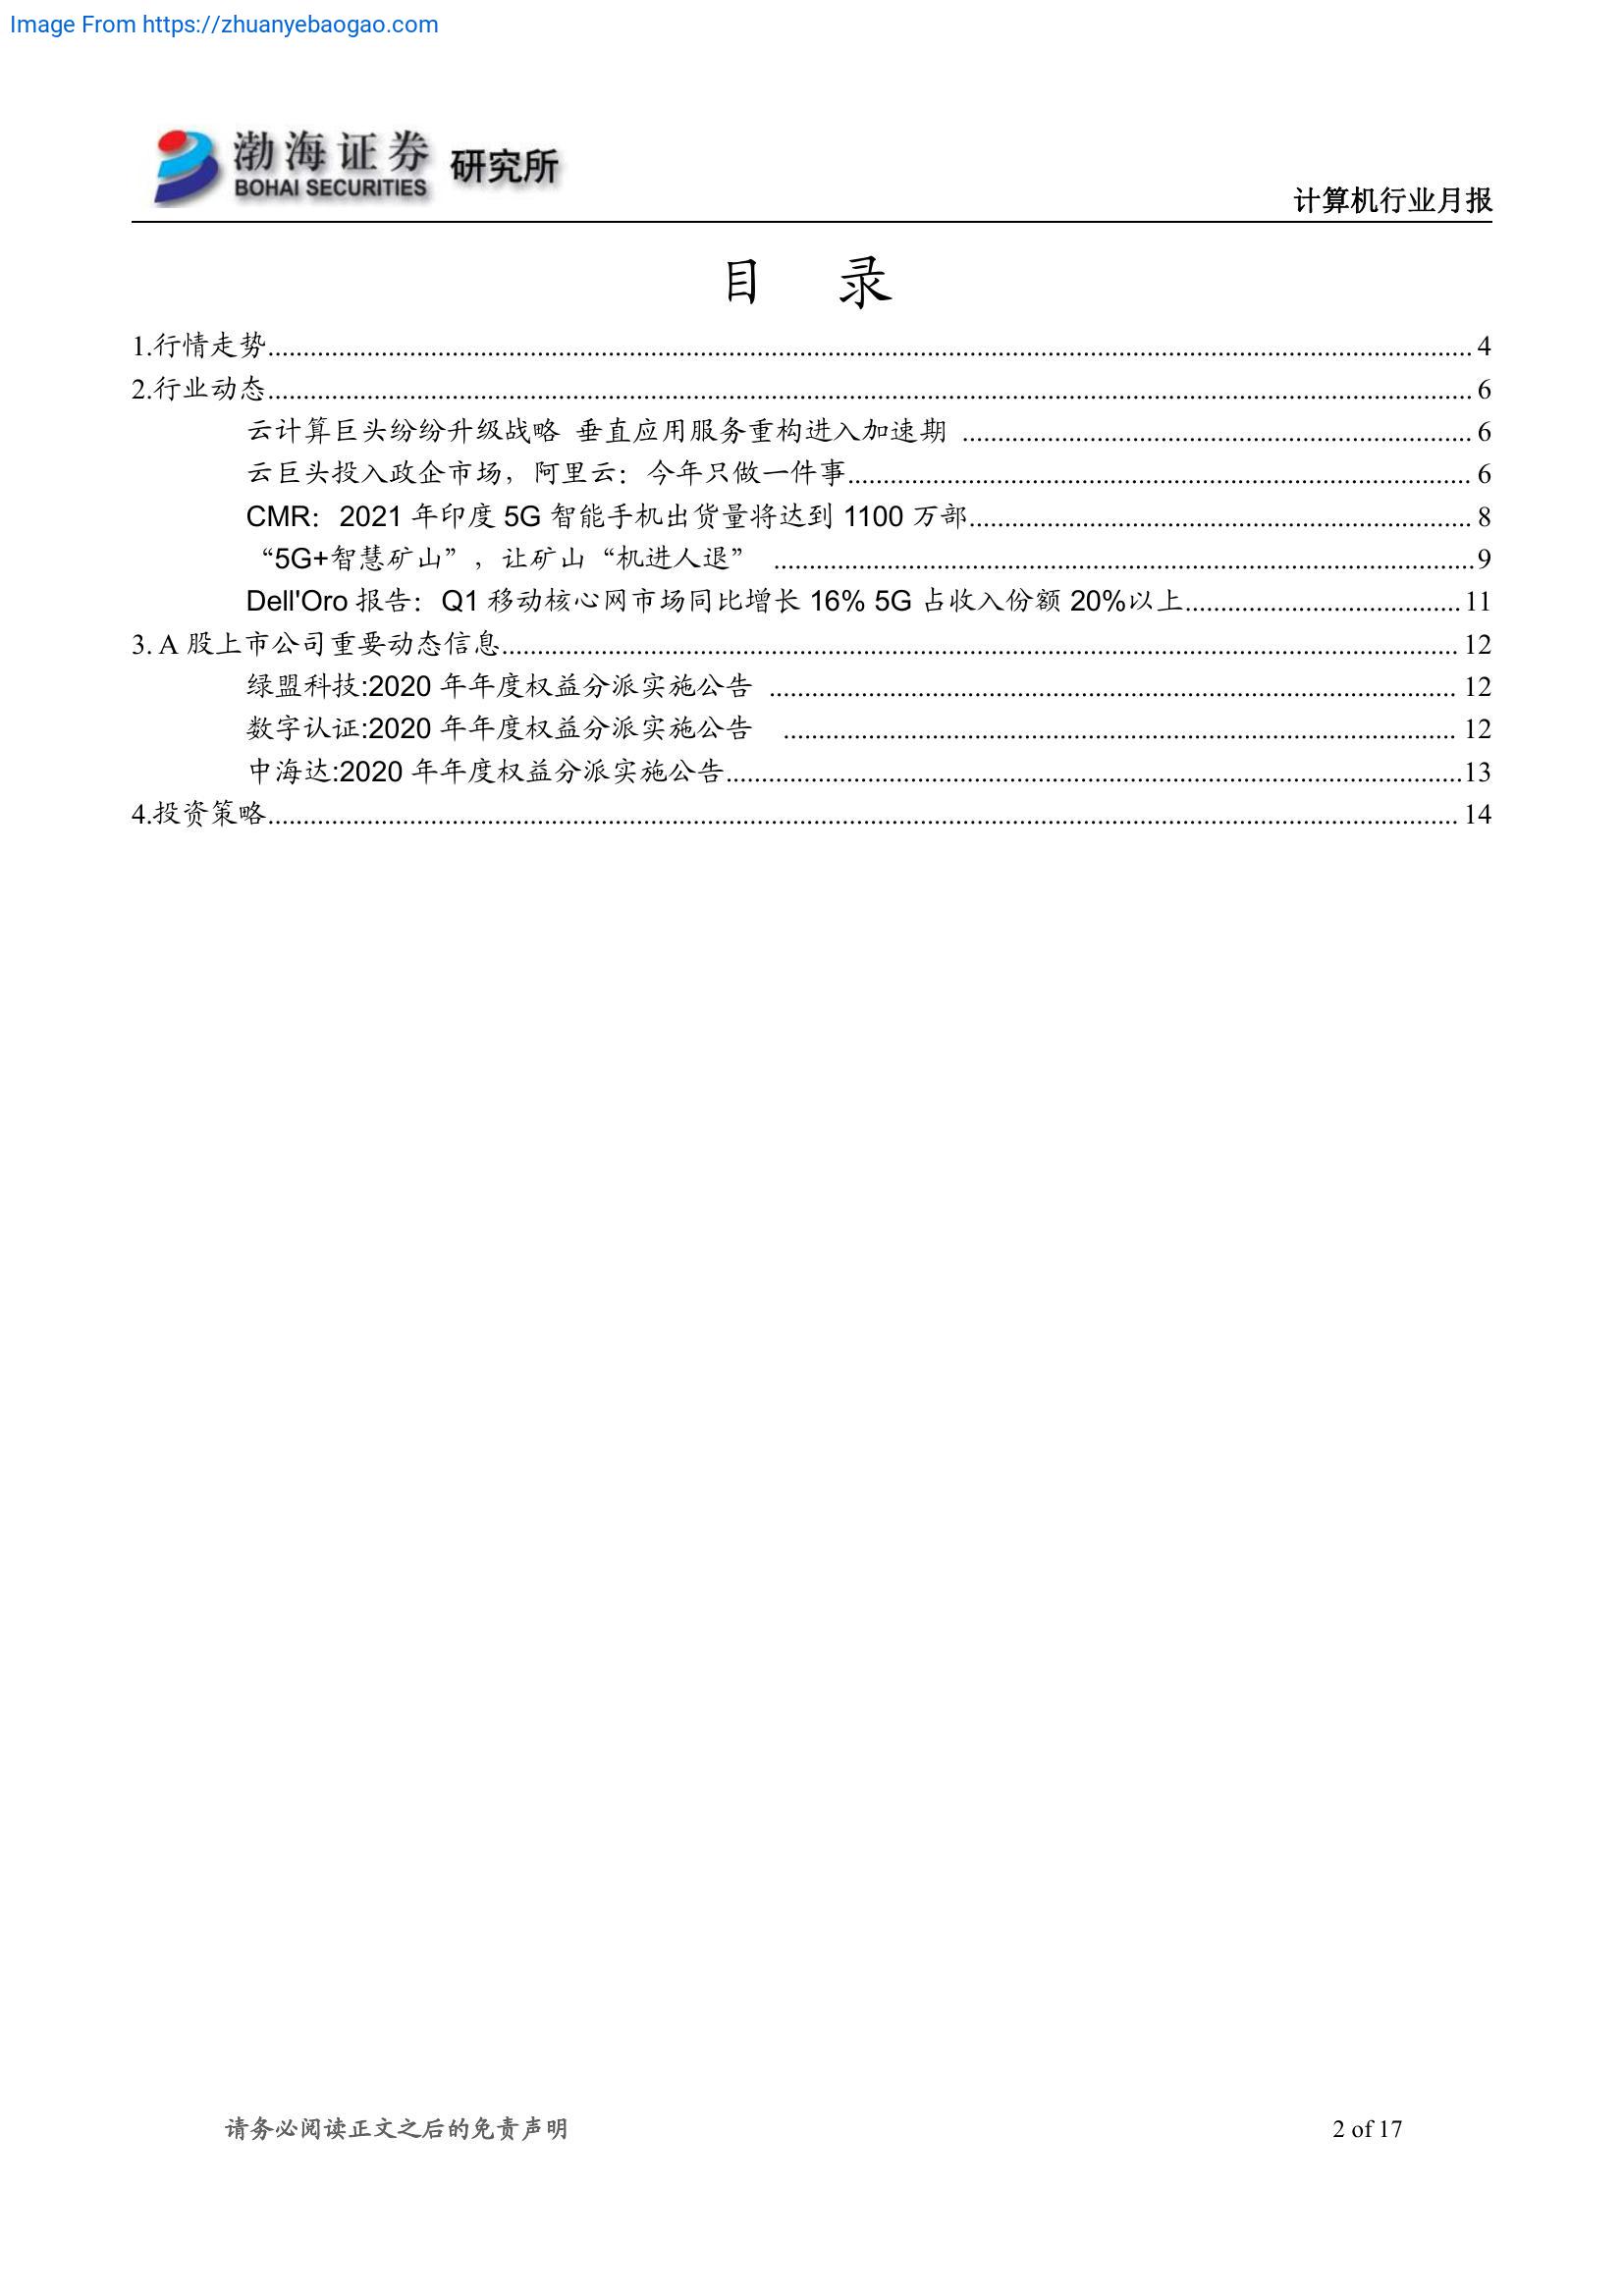 Image From https://zhuanyebaogao.com
渤海证券 研究所
BOHAI SECURITIES
计算机行业月报
目 录
1.行情走势........................................ 4
2.行业动态........................................ 6
云计算巨头纷纷升级战略 垂直应用服务重构进入加速期 ........................................ 6
云巨头投入政企市场，阿里云：今年只做一件事........................................ 6
CMR：2021 年印度 5G 智能手机出货量将达到 1100 万部........................................ 8
“5G+智慧矿山”，让矿山“机进人退” ........................................9
Dell'Oro 报告：Q1 移动核心网市场同比增长 16% 5G 占收入份额 20%以上........................................ 11
3. A 股上市公司重要动态信息........................................ 12
绿盟科技:2020 年年度权益分派实施公告 ........................................ 12
数字认证:2020 年年度权益分派实施公告 ........................................ 12
中海达:2020 年年度权益分派实施公告........................................13
4.投资策略........................................ 14
请务必阅读正文之后的免责声明 2 of 17